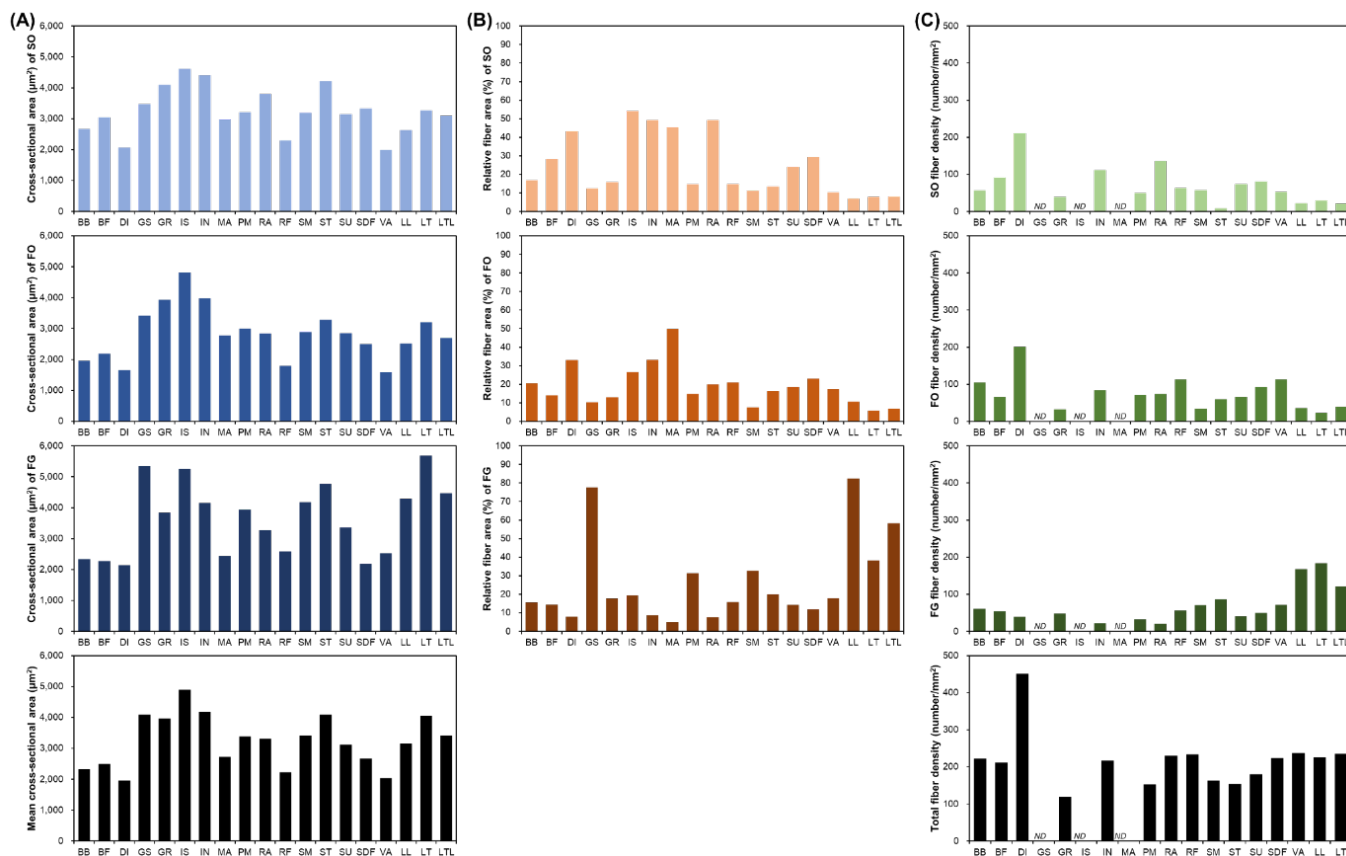 (A)
Cross-sectional area (µm²) of SO
6,000
5,000
4,000
3,000
2,000
1,000
0
BB BF DI GS GR IS IN MA PM RA RF SM ST SU SDF VA LL LT LTL
Cross-sectional area (µm²) of FO
6,000
5,000
4,000
3,000
2,000
1,000
0
BB BF DI GS GR IS IN MA PM RA RF SM ST SU SDF VA LL LT LTL
Cross-sectional area (µm²) of FG
6,000
5,000
4,000
3,000
2,000
1,000
0
BB BF DI GS GR IS IN MA PM RA RF SM ST SU SDF VA LL LT LTL
Mean cross-sectional area (µm²)
6,000
5,000
4,000
3,000
2,000
1,000
0
BB BF DI GS GR IS IN MA PM RA RF SM ST SU SDF VA LL LT LTL
(B)
Relative fiber area (%) of SO
100
90
80
70
60
50
40
30
20
10
0
BB BF DI GS GR IS IN MA PM RA RF SM ST SU SDF VA LL LT LTL
Relative fiber area (%) of FO
100
90
80
70
60
50
40
30
20
10
0
BB BF DI GS GR IS IN MA PM RA RF SM ST SU SDF VA LL LT LTL
Relative fiber area (%) of FG
100
90
80
70
60
50
40
30
20
10
0
BB BF DI GS GR IS IN MA PM RA RF SM ST SU SDF VA LL LT LTL
(C)
SO fiber density (number/mm²)
500
400
300
200
100
0
ND ND ND
BB BF DI GS GR IS IN MA PM RA RF SM ST SU SDF VA LL LT LTL
FO fiber density (number/mm²)
500
400
300
200
100
0
ND ND ND
BB BF DI GS GR IS IN MA PM RA RF SM ST SU SDF VA LL LT LTL
FG fiber density (number/mm²)
500
400
300
200
100
0
ND ND ND
BB BF DI GS GR IS IN MA PM RA RF SM ST SU SDF VA LL LT LTL
Total fiber density (number/mm²)
500
400
300
200
100
0
ND ND ND
BB BF DI GS GR IS IN MA PM RA RF SM ST SU SDF VA LL LT LTL